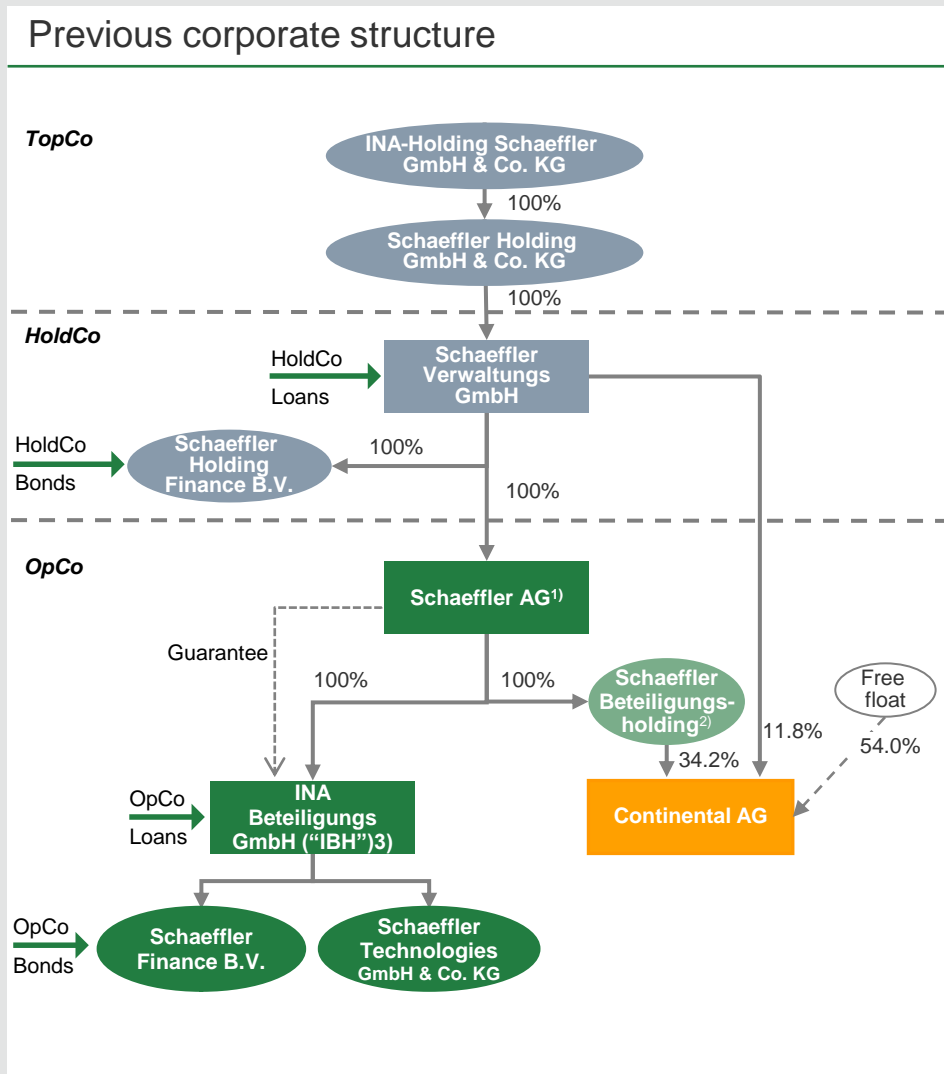 Previous corporate structure
TopCo
INA-Holding Schaeffler
GmbH & Co. KG
100%
Schaeffler Holding
GmbH & Co. KG
100%
HoldCo
HoldCo
Loans
Schaeffler
Verwaltungs
GmbH
HoldCo
Bonds
Schaeffler
Holding
Finance B.V.
100%
100%
OpCo
Schaeffler AG1)
Guarantee
100%
100%
Schaeffler
Beteiligungs-
holding2)
Free
float
11.8%
54.0%
34.2%
OpCo
Loans
INA
Beteiligungs
GmbH (“IBH”)3)
Continental AG
OpCo
Bonds
Schaeffler
Finance B.V.
Schaeffler
Technologies
GmbH & Co. KG